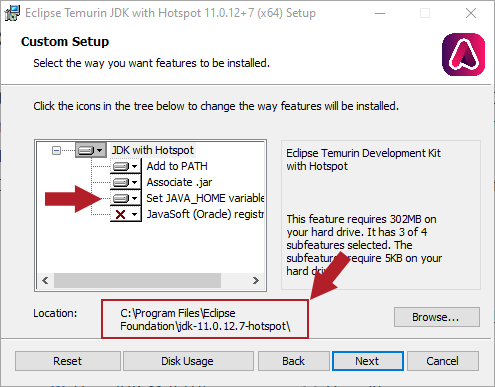 Eclipse Temurin JDK with Hotspot 11.0.12+7 (x64) Setup
Custom Setup
Select the way you want features to be installed.
Click the icons in the tree below to change the way features will be installed.
JDK with Hotspot
Add to PATH
Associate .jar
Set JAVA_HOME variable
JavaSoft (Oracle) registr
Eclipse Temurin Development Kit
with Hotspot
This feature requires 302MB on
your hard drive. It has 3 of 4
subfeatures selected. The
subfeatures require 5KB on your
hard
Location:
C:\Program Files\Eclipse
Foundation\jdk-11.0.12.7-hotspot\
Browse...
Reset
Disk Usage
Back
Next
Cancel